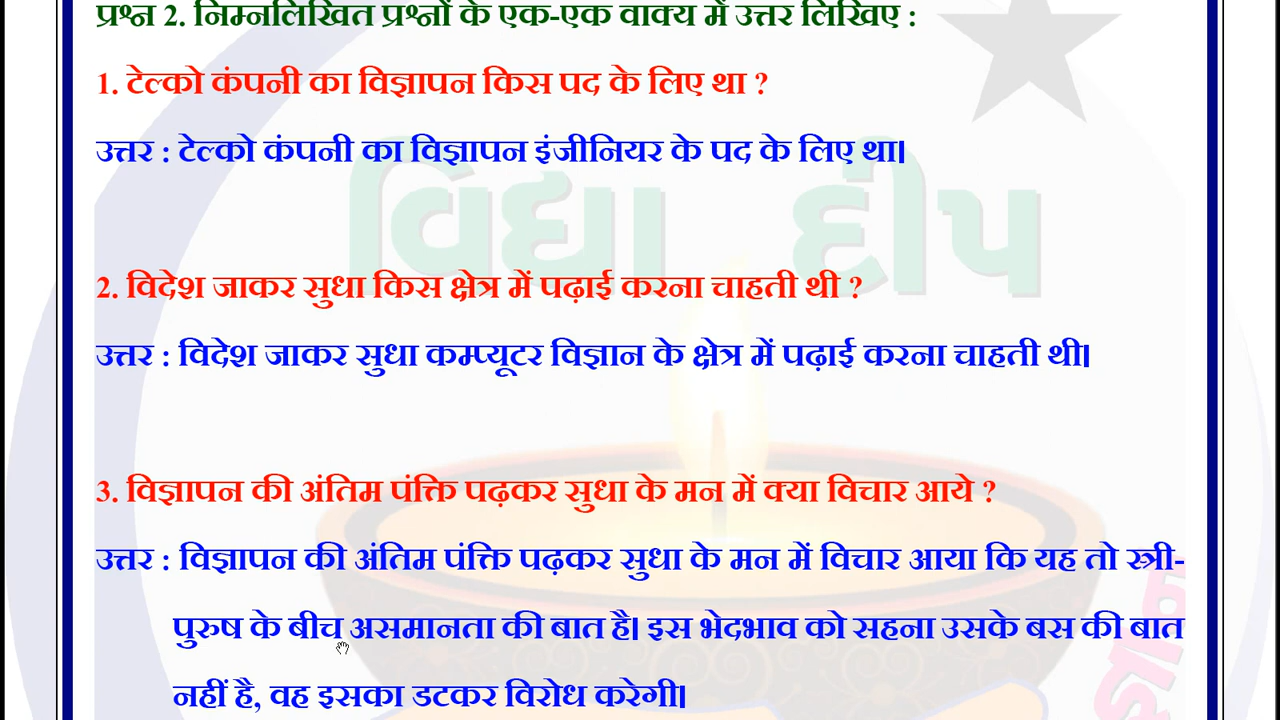 प्रश्न 2. निम्नलिखित प्रश्नों के एक-एक वाक्य में उत्तर लिखिए :
1. टेल्को कंपनी का विज्ञापन किस पद के लिए था ?
उत्तर : टेल्को कंपनी का विज्ञापन इंजीनियर के पद के लिए था।
વિદ્યા દીપ
2. विदेश जाकर सुधा किस क्षेत्र में पढ़ाई करना चाहती थी ?
उत्तर : विदेश जाकर सुधा कम्प्यूटर विज्ञान के क्षेत्र में पढ़ाई करना चाहती थी।
3. विज्ञापन की अंतिम पंक्ति पढ़कर सुधा के मन में क्या विचार आये ?
उत्तर : विज्ञापन की अंतिम पंक्ति पढ़कर सुधा के मन में विचार आया कि यह तो स्त्री-
पुरुष के बीच असमानता की बात है। इस भेदभाव को सहना उसके बस की बात
नहीं है, वह इसका डटकर विरोध करेगी।